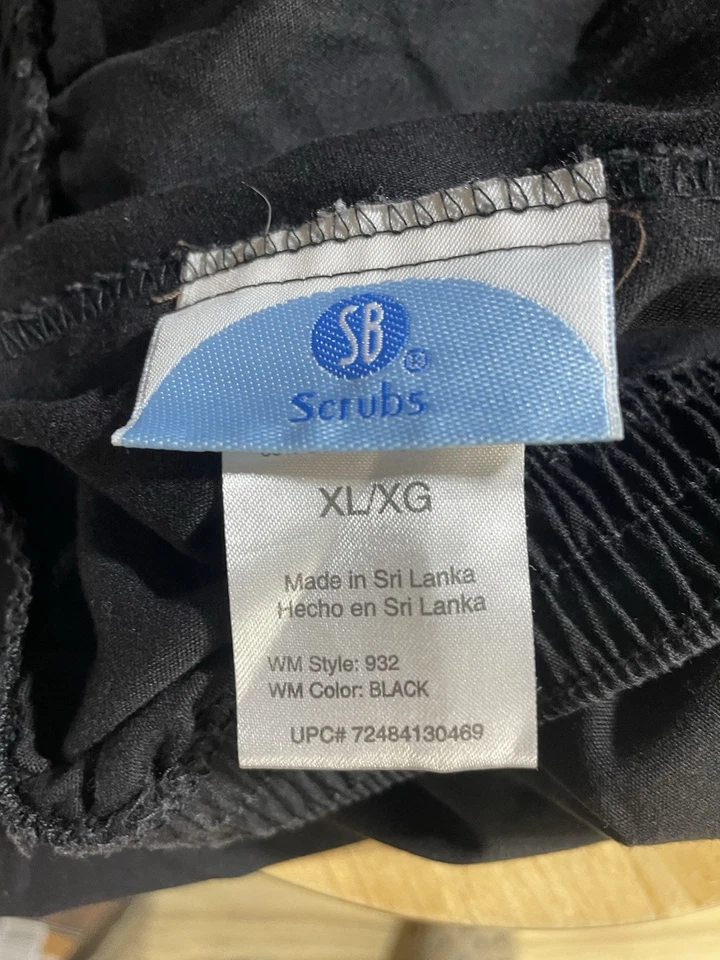 SB®
Scrubs
XL/XG
Made in Sri Lanka
Hecho en Sri Lanka
WM Style: 932
WM Color: BLACK
UPC# 72484130469